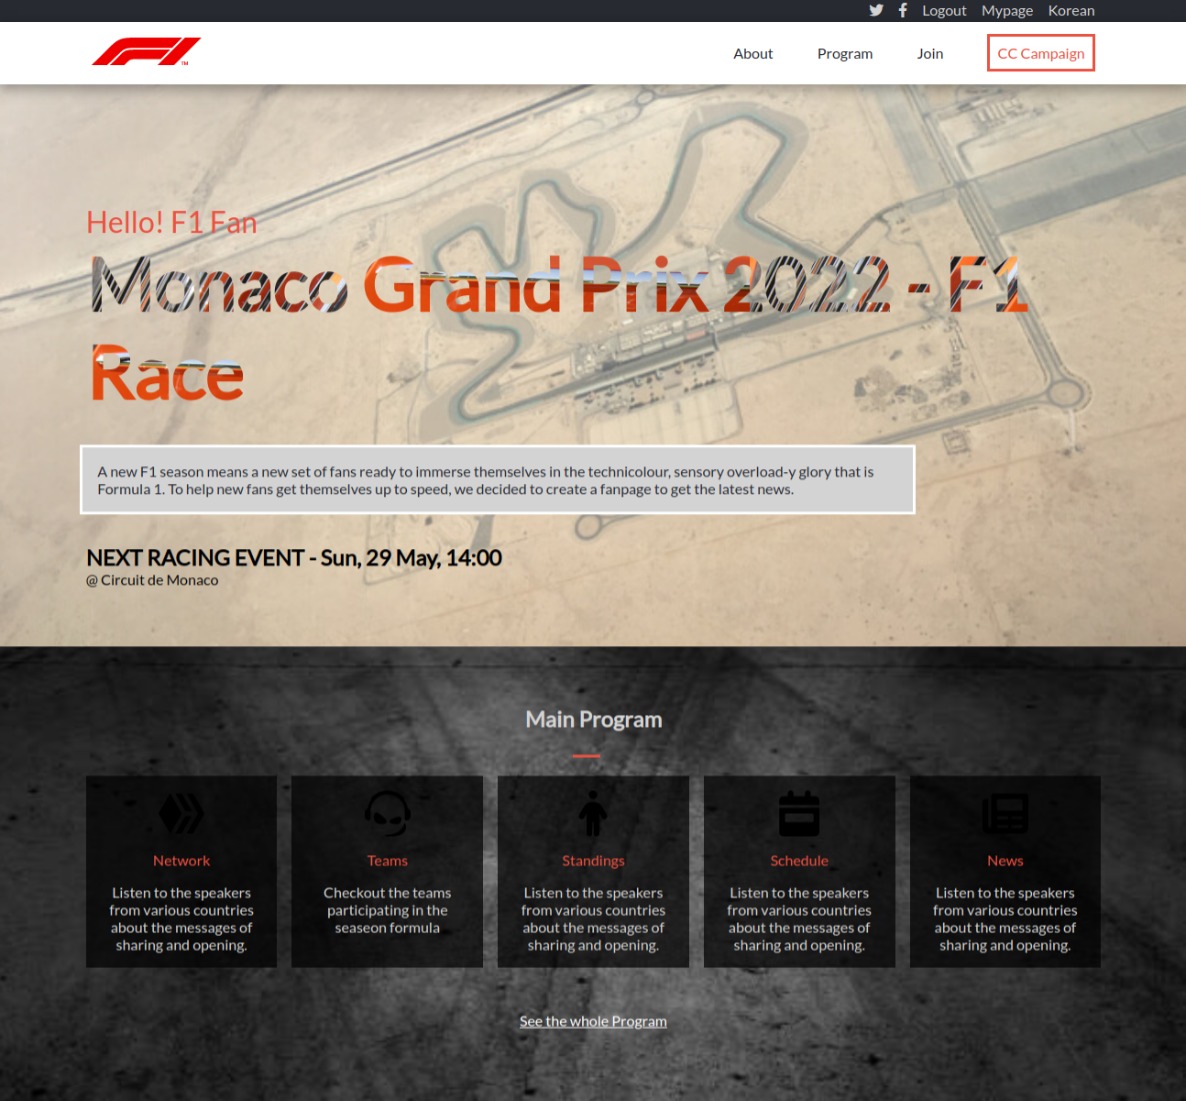 Logout Mypage Korean
F1 TM
About Program Join CC Campaign
Hello! F1 Fan
Monaco Grand Prix 2022 - F1
Race
A new F1 season means a new set of fans ready to immerse themselves in the technicolour, sensory overload-y glory that is
Formula 1. To help new fans get themselves up to speed, we decided to create a fanpage to get the latest news.
NEXT RACING EVENT - Sun, 29 May, 14:00
@ Circuit de Monaco
Main Program
Network
Listen to the speakers
from various countries
about the messages of
sharing and opening.
Teams
Checkout the teams
participating in the
seaseon formula
Standings
Listen to the speakers
from various countries
about the messages of
sharing and opening.
Schedule
Listen to the speakers
from various countries
about the messages of
sharing and opening.
News
Listen to the speakers
from various countries
about the messages of
sharing and opening.
See the whole Program